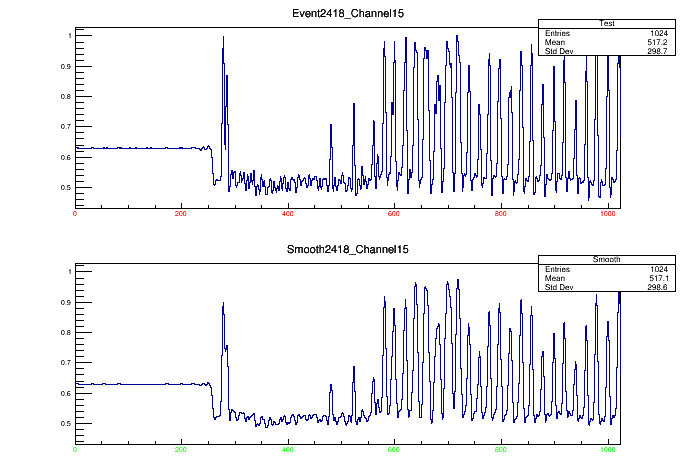 Event2418_Channel15
Test
Entries 1024
Mean 517.2
Std Dev 298.7
1
0.9
0.8
0.7
0.6
0.5
0 200 400 600 800 1000
Smooth2418_Channel15
Smooth
Entries 1024
Mean 517.1
Std Dev 298.6
1
0.9
0.8
0.7
0.6
0.5
0 200 400 600 800 1000